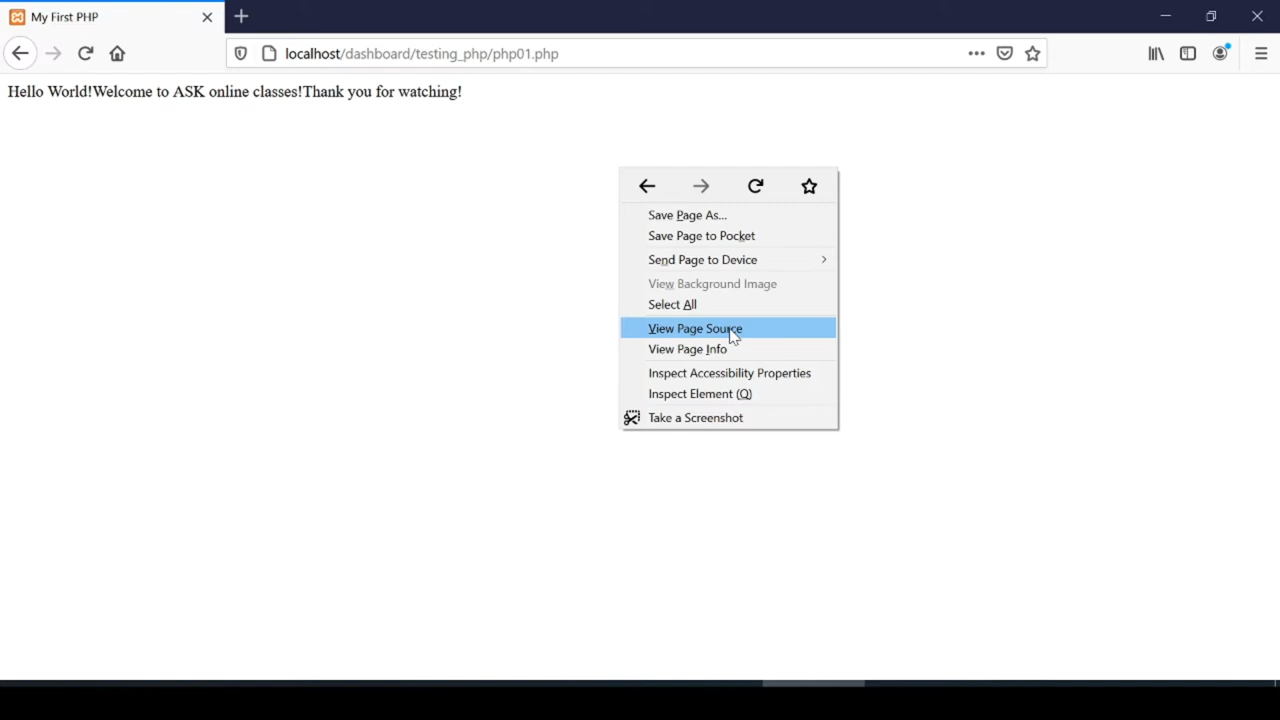 My First PHP
localhost/dashboard/testing_php/php01.php
Hello World!Welcome to ASK online classes!Thank you for watching!
Save Page As...
Save Page to Pocket
Send Page to Device
View Background Image
Select All
View Page Source
View Page Info
Inspect Accessibility Properties
Inspect Element (Q)
Take a Screenshot